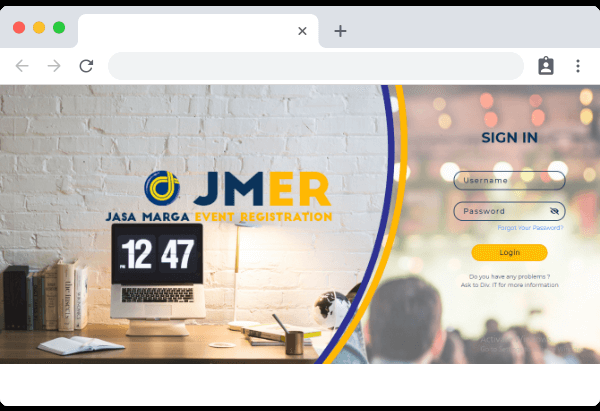 JMER
JASA MARGA EVENT REGISTRATION
12 47
SIGN IN
Username
Password
Forgot Your Password?
Login
Do you have any problems ?
Ask to Div. IT for more information